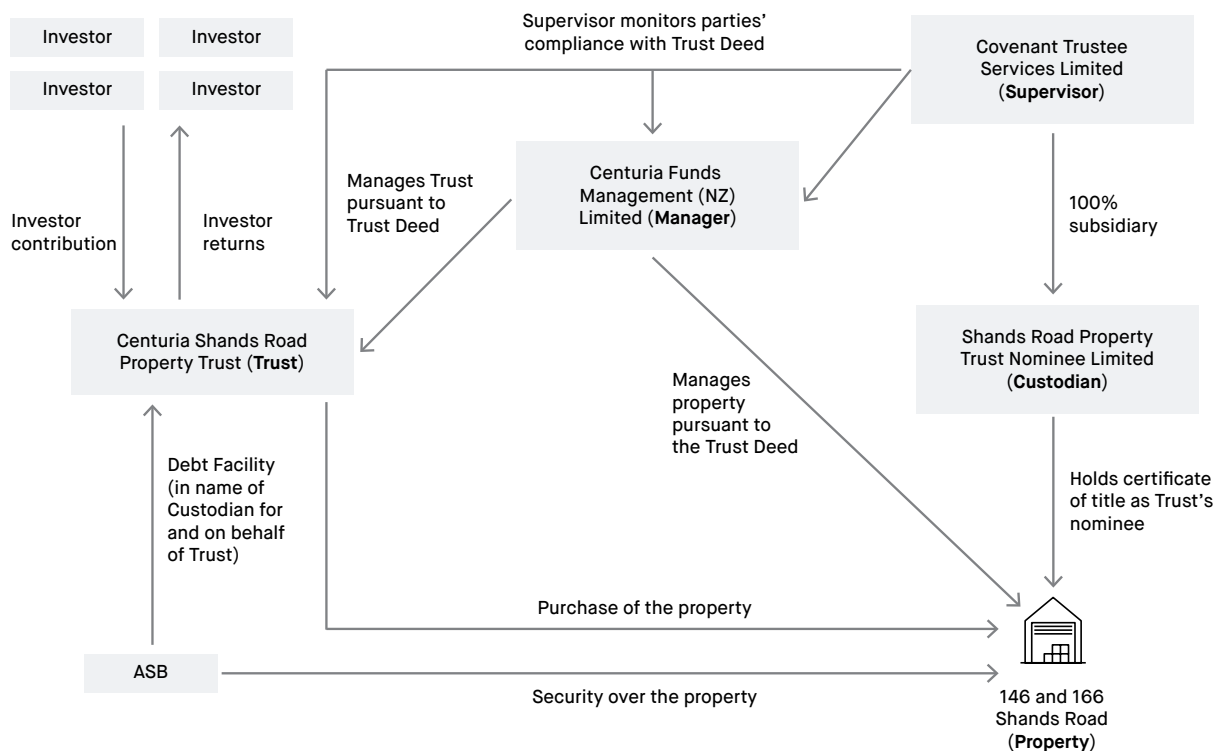 Investor
Investor
Investor
Investor
Supervisor monitors parties’
compliance with Trust Deed
Covenant Trustee
Services Limited
(Supervisor)
Centuria Funds
Management (NZ)
Limited (Manager)
Manages Trust
pursuant to
Trust Deed
100%
subsidiary
Investor
contribution
Investor
returns
Centuria Shands Road
Property Trust (Trust)
Shands Road Property
Trust Nominee Limited
(Custodian)
Manages
property
pursuant to
the Trust Deed
Debt Facility
(in name of
Custodian for
and on behalf
of Trust)
Holds certificate
of title as Trust’s
nominee
Purchase of the property
ASB
Security over the property
146 and 166
Shands Road
(Property)